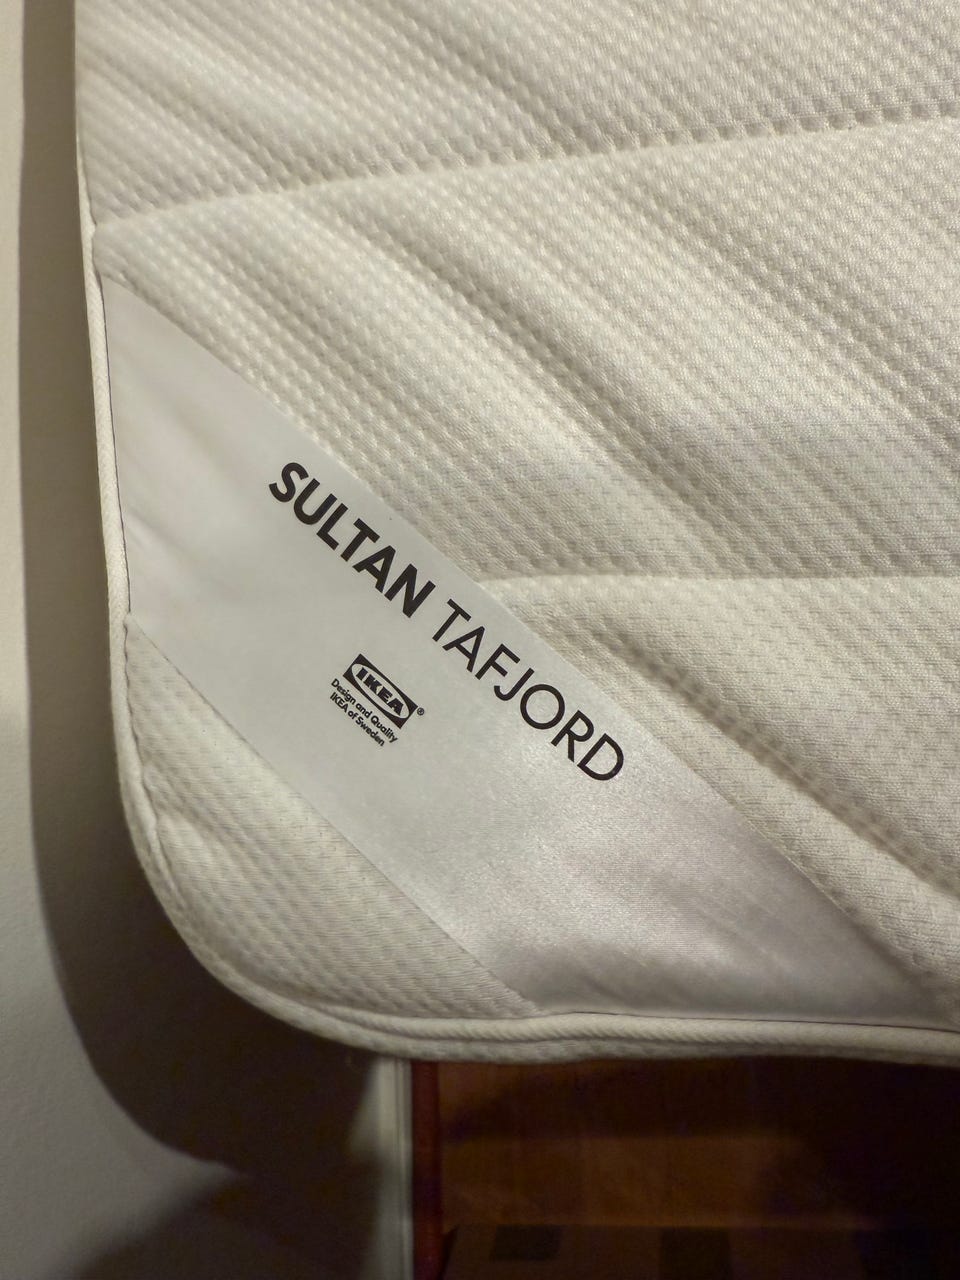 SULTAN TAFJORD
IKEA®
Design and Quality
IKEA of Sweden